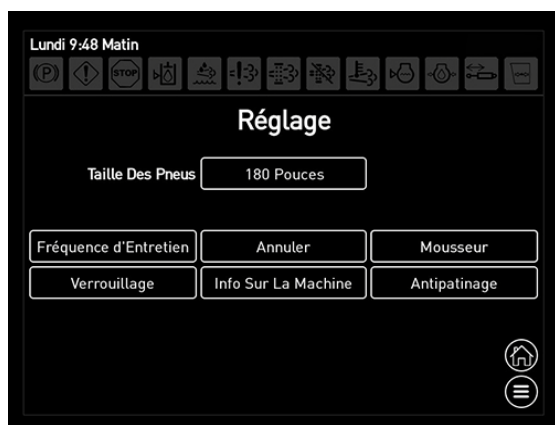 Lundi 9:48 Matin
(P) STOP
Réglage
Taille Des Pneus 180 Pouces
Fréquence d'Entretien Annuler Mousseur
Verrouillage Info Sur La Machine Antipatinage